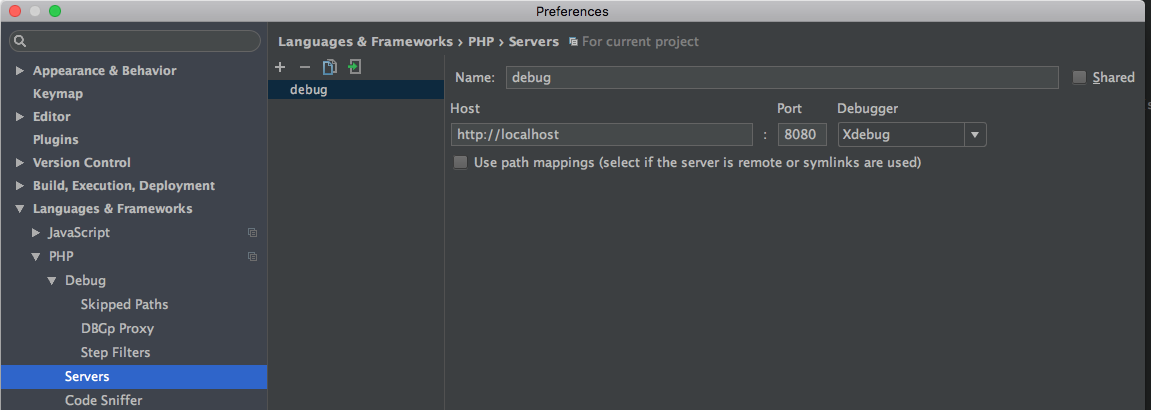 Preferences
Languages & Frameworks › PHP › Servers For current project
Appearance & Behavior
Keymap
Editor
Plugins
Version Control
Build, Execution, Deployment
Languages & Frameworks
JavaScript
PHP
Debug
Skipped Paths
DBGp Proxy
Step Filters
Servers
Code Sniffer
debug
Name: debug Shared
Host Port Debugger
http://localhost : 8080 Xdebug
Use path mappings (select if the server is remote or symlinks are used)